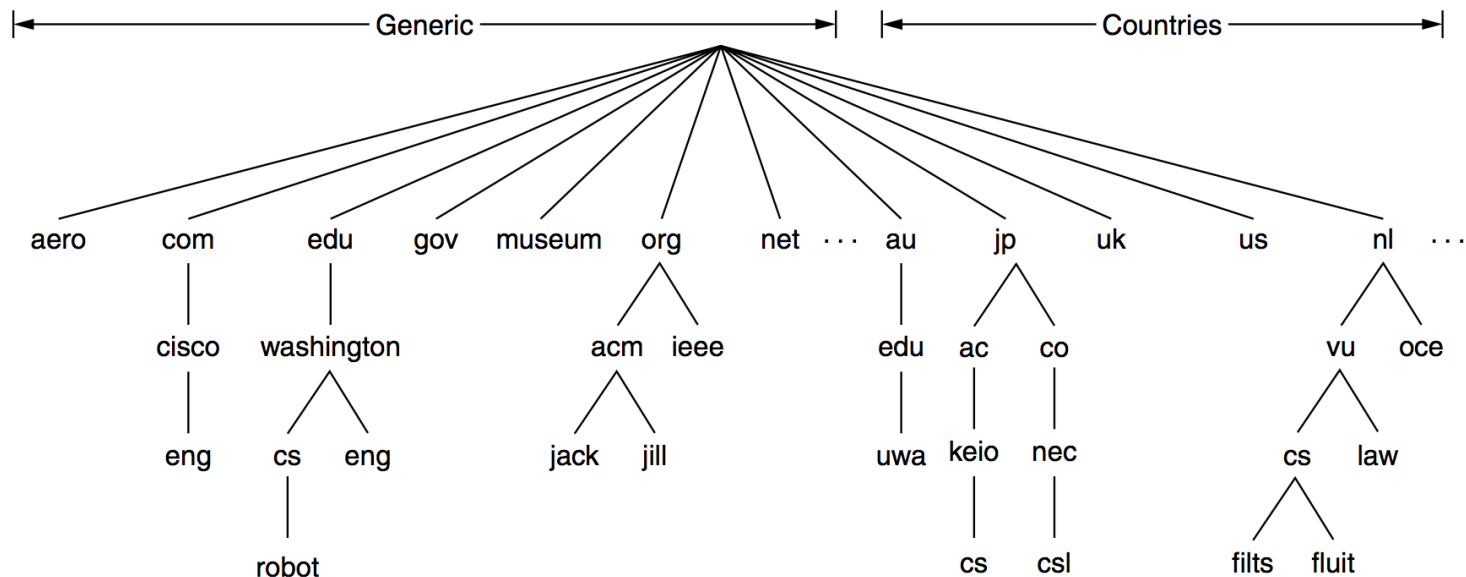 Generic Countries
aero com edu gov museum org net ... au jp uk us nl ...
cisco washington acm ieee edu ac co vu oce
eng cs eng jack jill uwa keio nec cs law
robot cs csl filts fluit